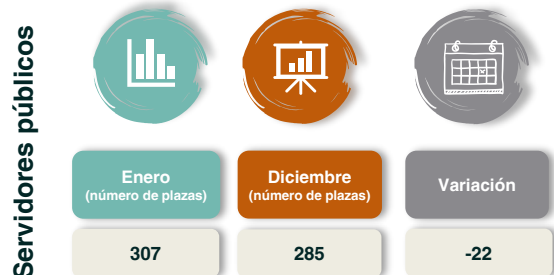 Servidores públicos
Enero
(número de plazas)
Diciembre
(número de plazas)
Variación
307
285
-22